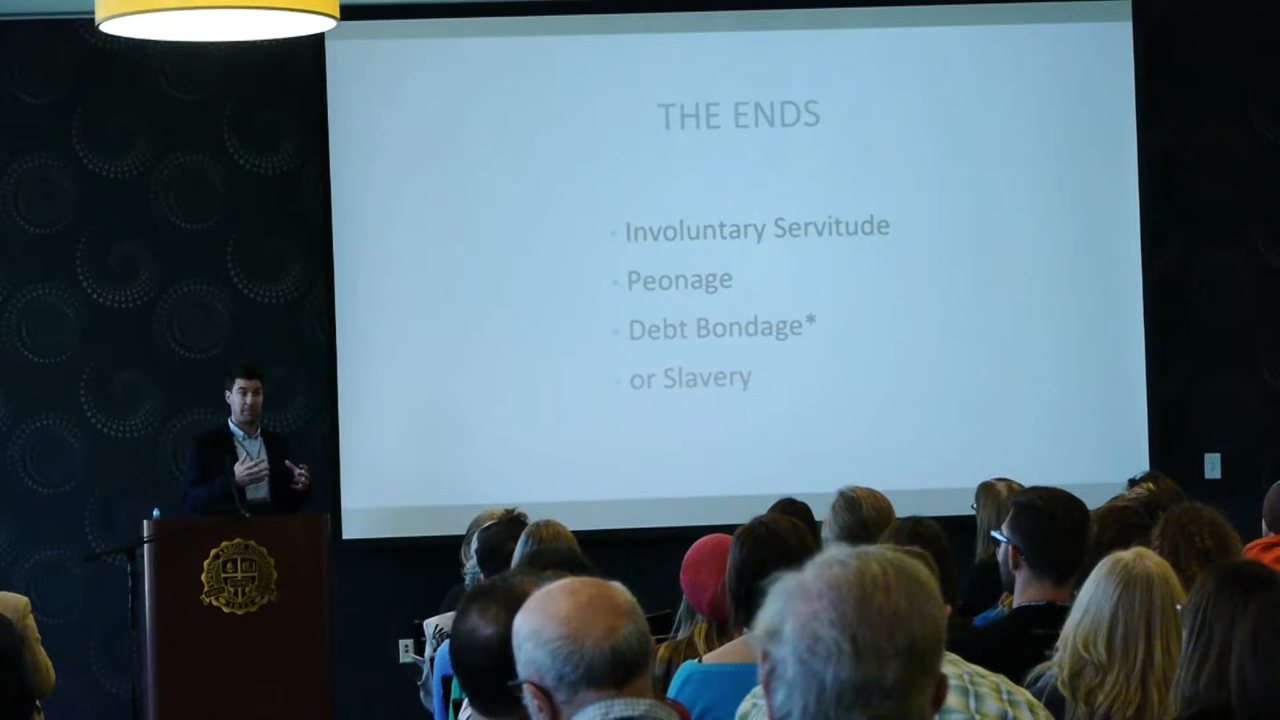 THE ENDS
Involuntary Servitude
Peonage
Debt Bondage*
or Slavery